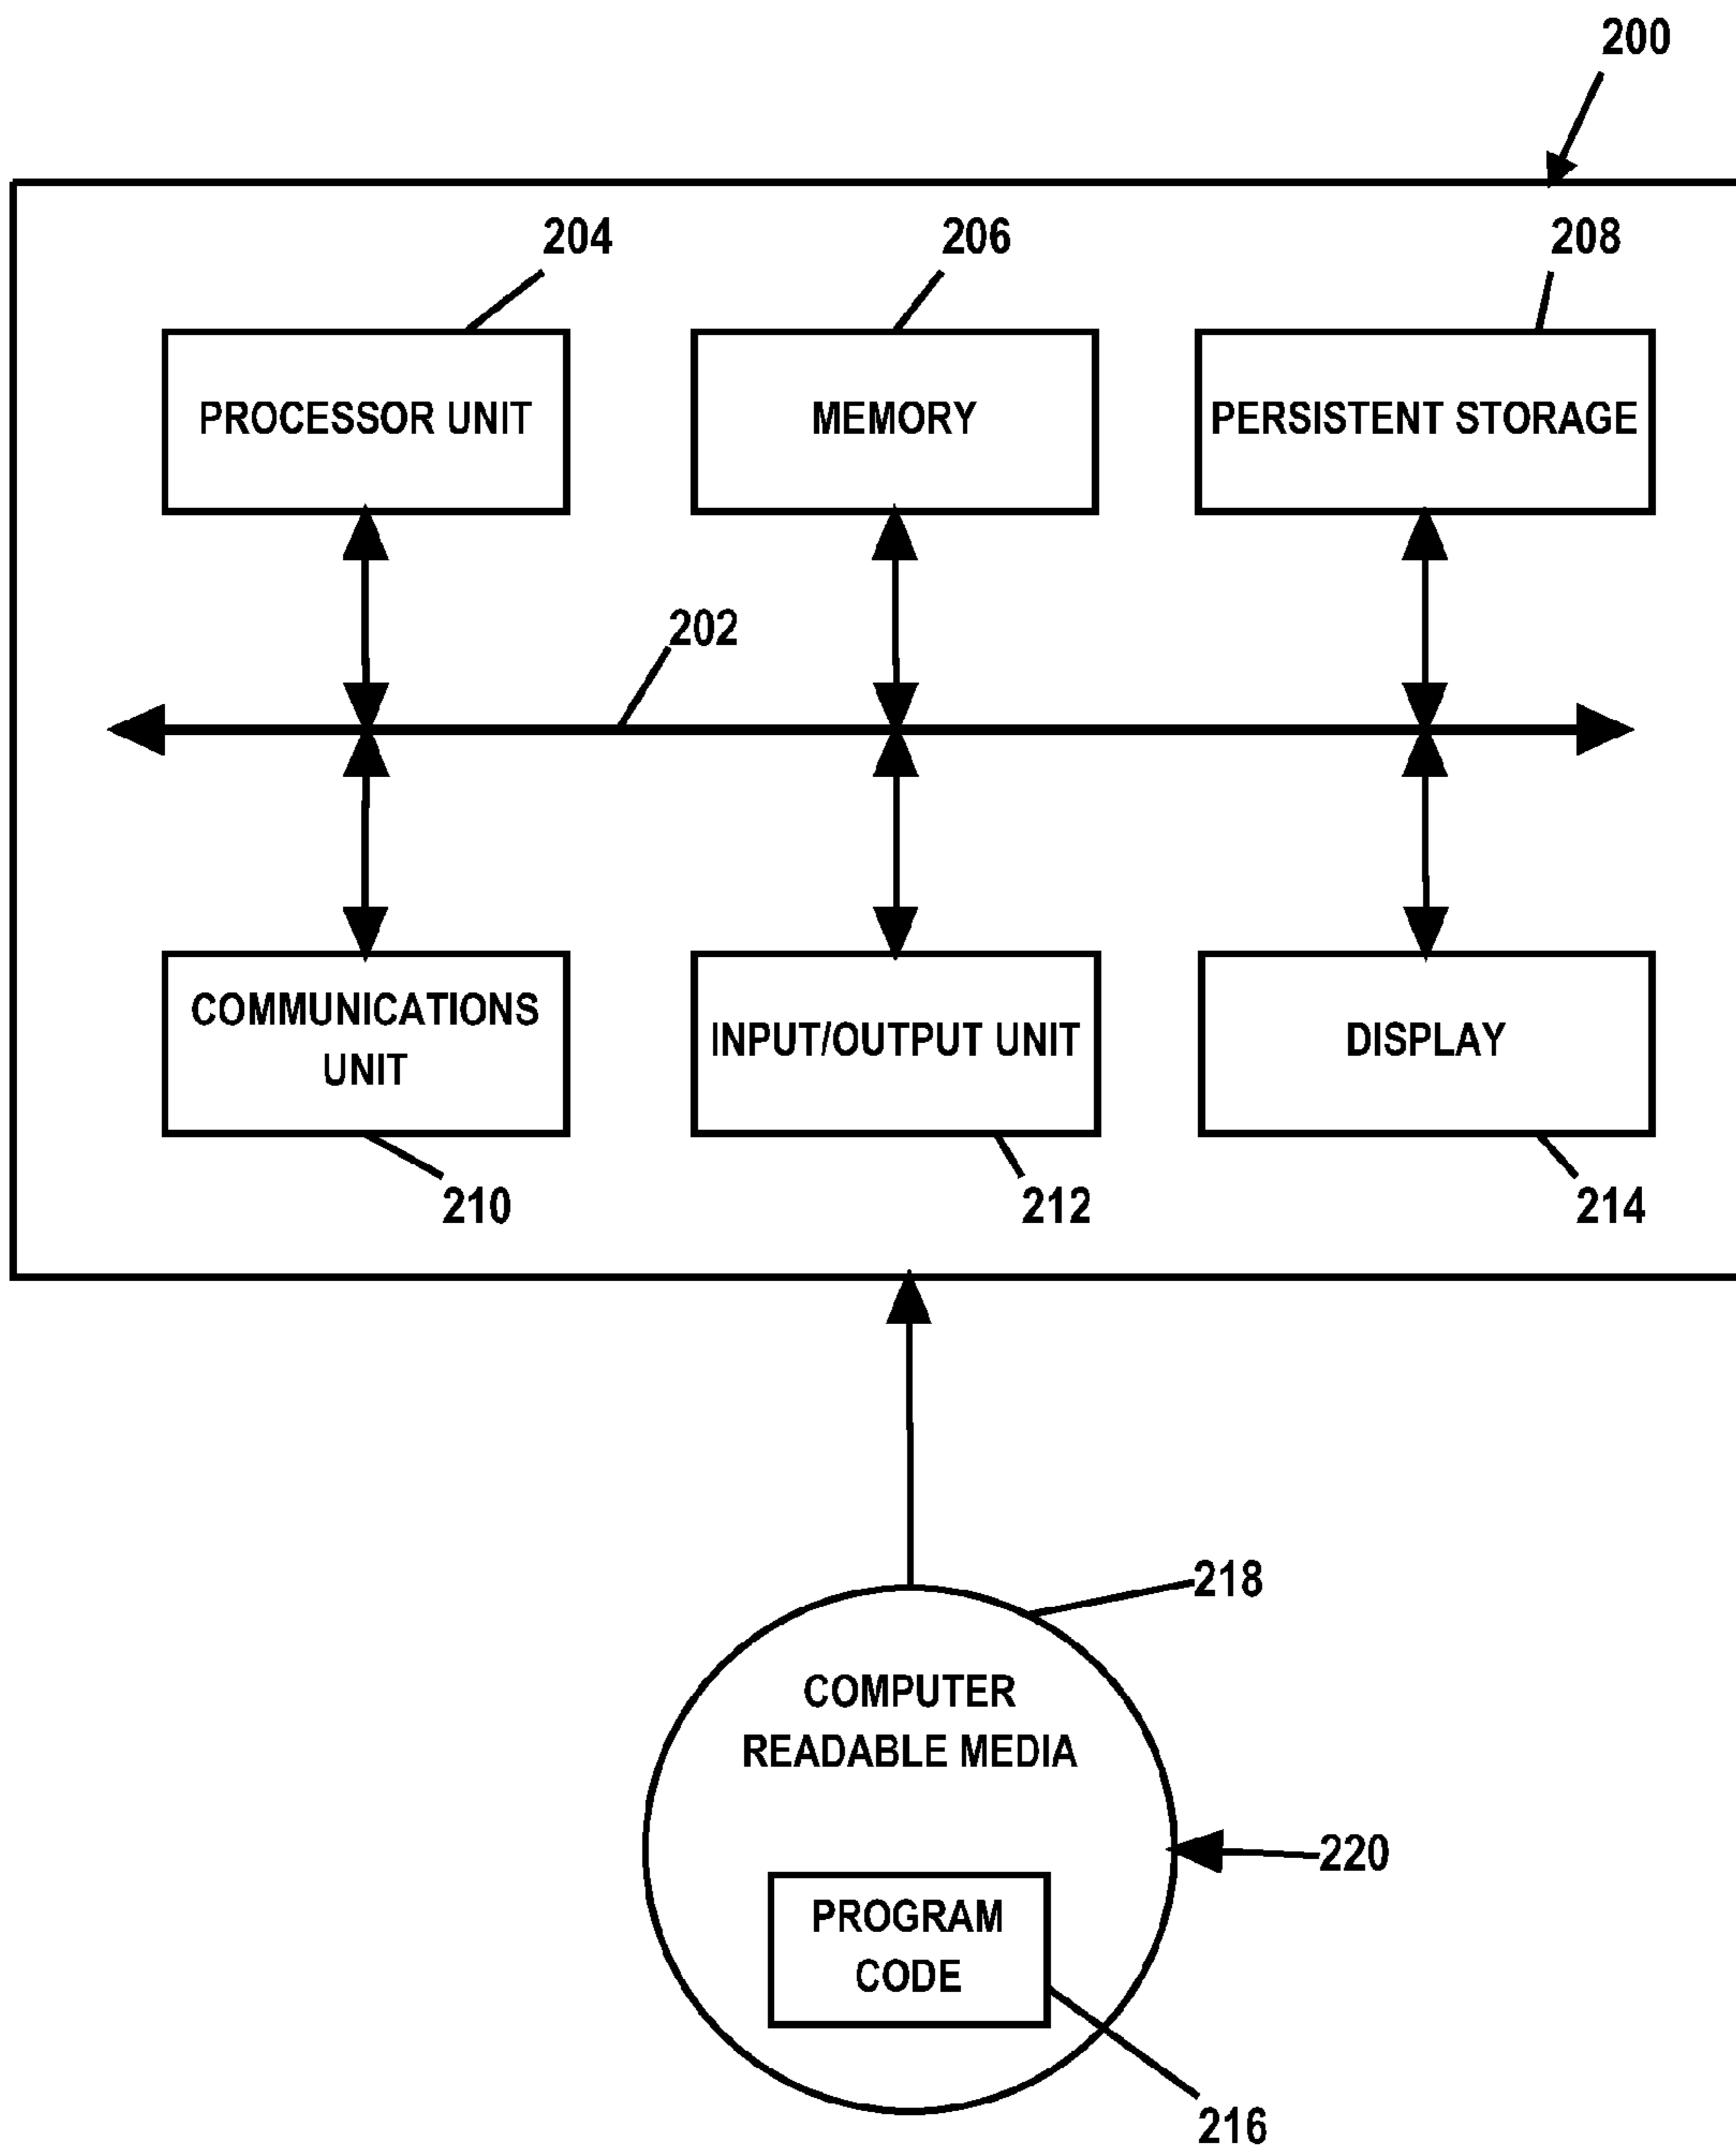 200
204
206
208
PROCESSOR UNIT
MEMORY
PERSISTENT STORAGE
202
COMMUNICATIONS
UNIT
INPUT/OUTPUT UNIT
DISPLAY
210
212
214
218
COMPUTER
READABLE MEDIA
220
PROGRAM
CODE
216